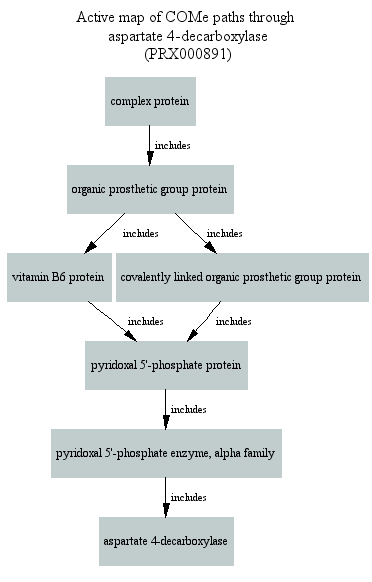 Active map of COMe paths through
aspartate 4-decarboxylase
(PRX000891)
complex protein
includes
organic prosthetic group protein
includes
includes
vitamin B6 protein
covalently linked organic prosthetic group protein
includes
includes
pyridoxal 5'-phosphate protein
includes
pyridoxal 5'-phosphate enzyme, alpha family
includes
aspartate 4-decarboxylase